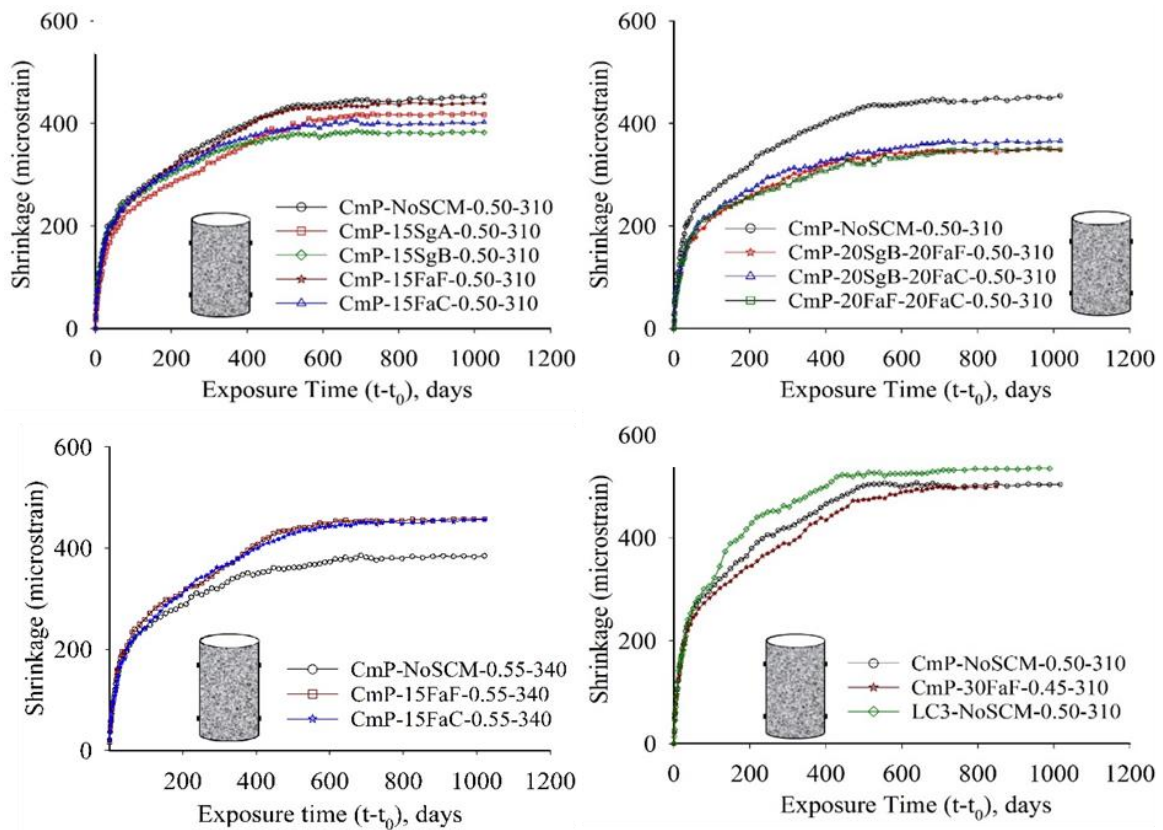 600
400
200
0
Shrinkage (microstrain)
CmP-NoSCM-0.50-310
CmP-15SgA-0.50-310
CmP-15SgB-0.50-310
CmP-15FaF-0.50-310
CmP-15FaC-0.50-310
0 200 400 600 800 1000 1200
Exposure Time (t-t0), days
600
400
200
0
Shrinkage (microstrain)
CmP-NoSCM-0.50-310
CmP-20SgB-20FaF-0.50-310
CmP-20SgB-20FaC-0.50-310
CmP-20FaF-20FaC-0.50-310
0 200 400 600 800 1000 1200
Exposure Time (t-t0), days
600
400
200
0
Shrinkage (microstrain)
CmP-NoSCM-0.55-340
CmP-15FaF-0.55-340
CmP-15FaC-0.55-340
200 400 600 800 1000 1200
Exposure time (t-t0), days
600
400
200
0
Shrinkage (microstrain)
CmP-NoSCM-0.50-310
CmP-30FaF-0.45-310
LC3-NoSCM-0.50-310
0 200 400 600 800 1000 1200
Exposure Time (t-t0), days